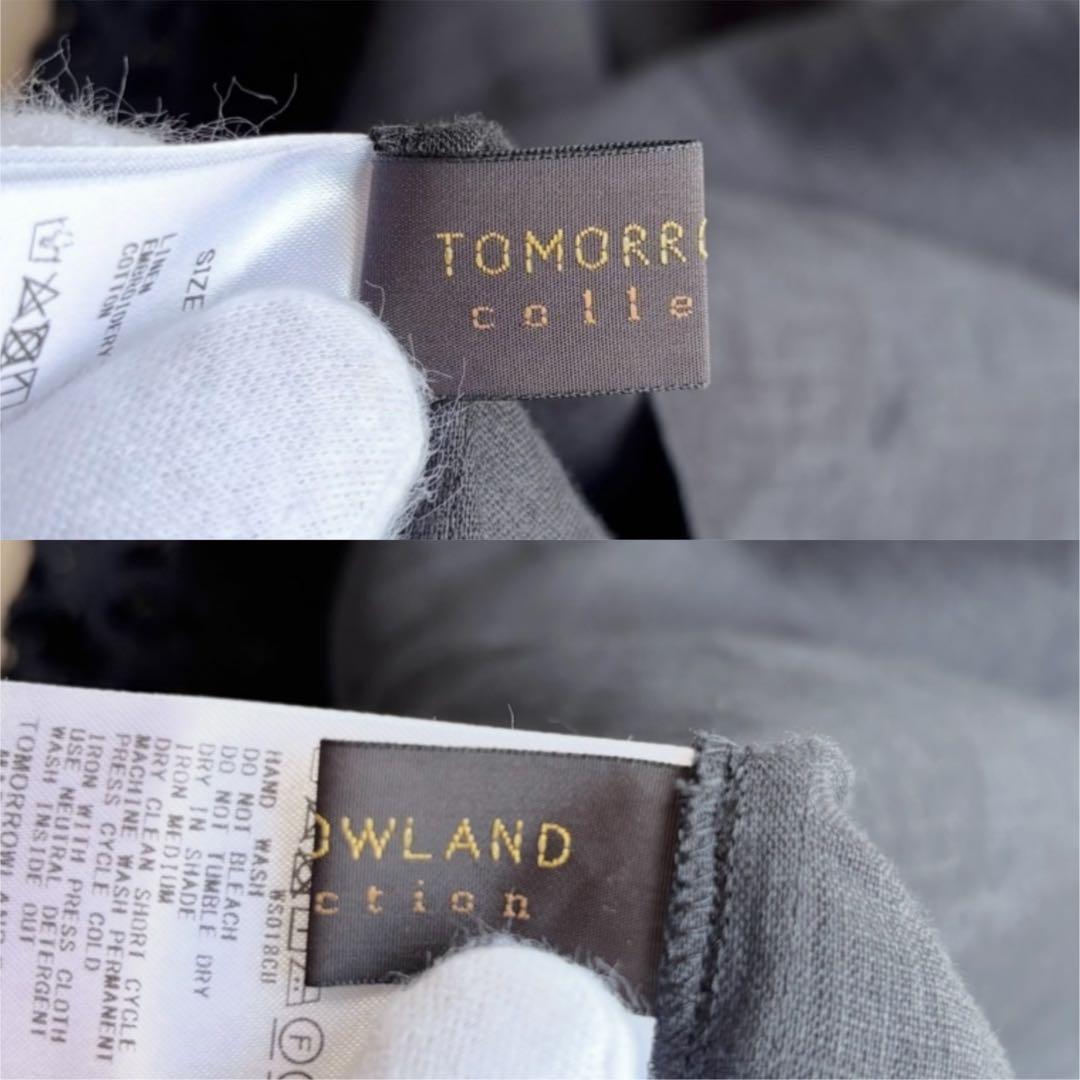 TOMORRO
colle
SIZE
LINEN
EMBROIDERY
COTTON
OWLAND
ction
HAND WASH
DO NOT BLEACH
DO NOT TUMBLE DRY
DRY IN SHADE
IRON MEDIUM
DRY CLEAN
MACHINE WASH PERMANENT
PRESS CYCLE COLD
IRON WITH PRESS CLOTH
USE NEUTRAL DETERGENT
WASH INSIDE OUT
TOMORROWLAND
F